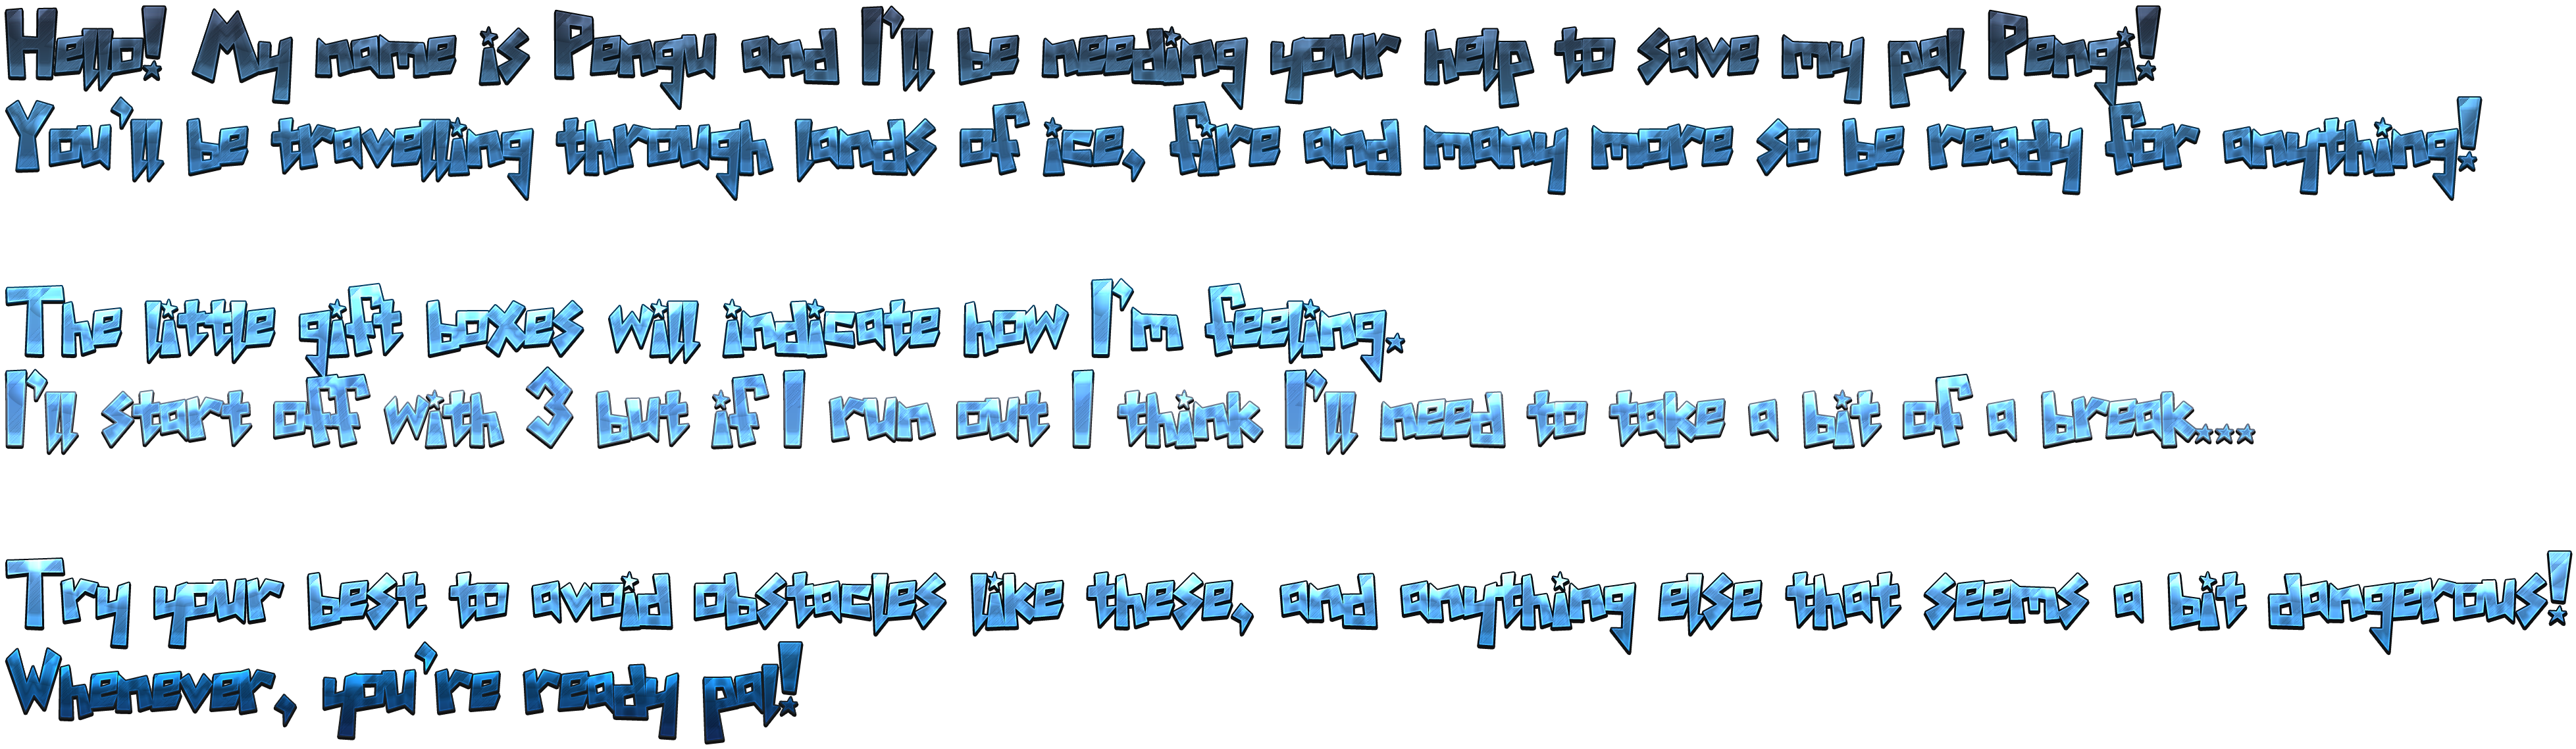 Hello! My name is Pengu and I'll be needing your help to save my pal Pengi!
You'll be travelling through lands of ice, fire and many more so be ready for anything!
The little gift boxes will indicate how I'm feeling.
I'll start off with 3 but if I run out I think I'll need to take a bit of a break...
Try your best to avoid obstacles like these, and anything else that seems a bit dangerous!
Whenever, you're ready pal!